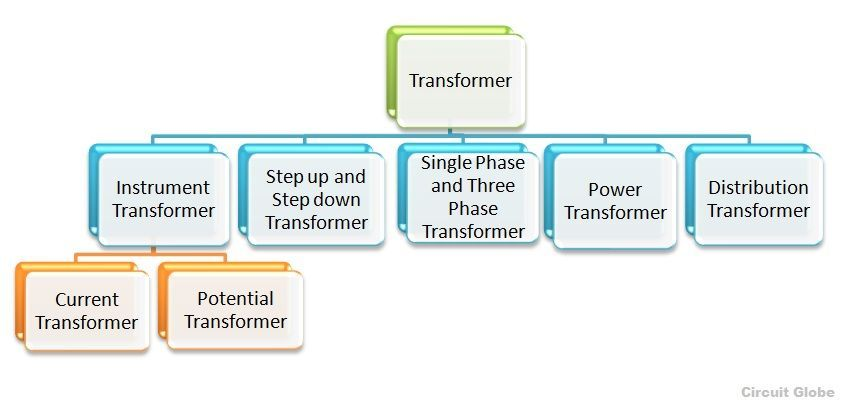 Transformer
Instrument
Transformer
Step up and
Step down
Transformer
Single Phase
and Three
Phase
Transformer
Power
Transformer
Distribution
Transformer
Current
Transformer
Potential
Transformer
Circuit Globe